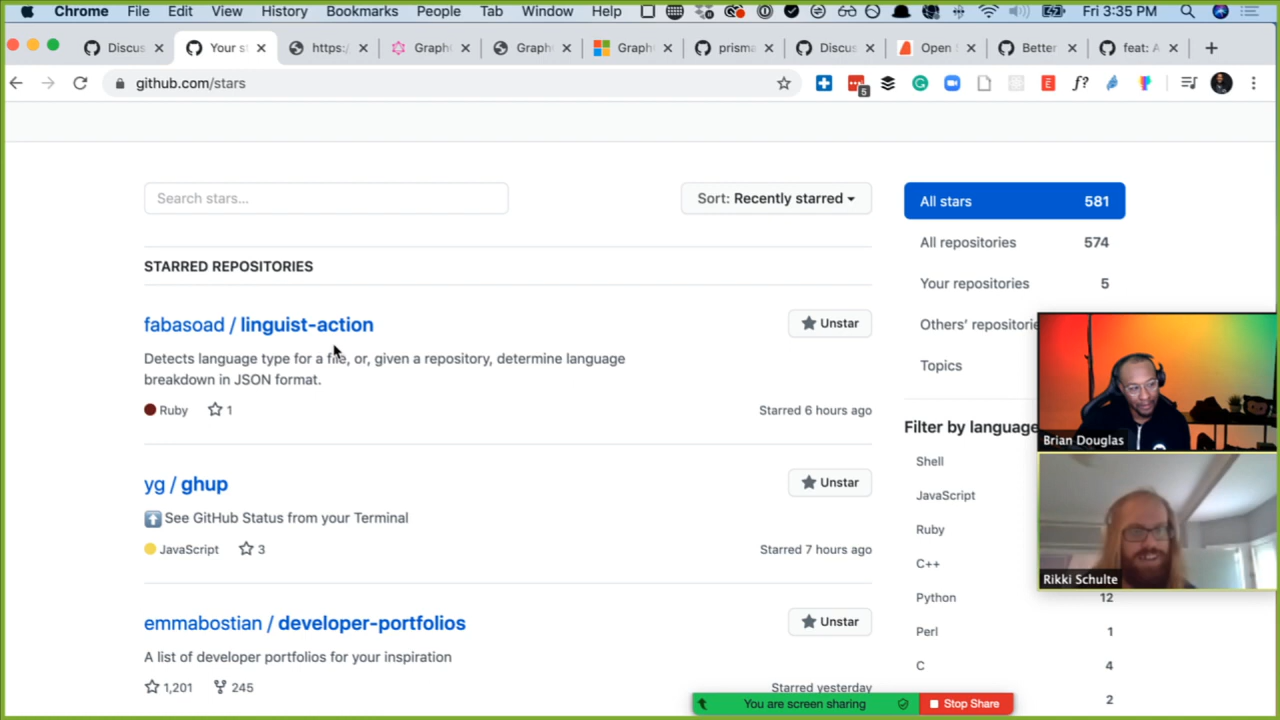 Chrome File Edit View History Bookmarks People Tab Window Help Fri 3:35 PM
Discus Your s https:/ Graph Graph Graph prisma Discus Open Better feat: A
github.com/stars
5
Search stars...
Sort: Recently starred
All stars 581
All repositories 574
Your repositories 5
Others' repositorie
Topics
STARRED REPOSITORIES
fabasoad / linguist-action
Unstar
Detects language type for a file, or, given a repository, determine language
breakdown in JSON format.
Ruby 1
Starred 6 hours ago
yg / ghup
Unstar
See GitHub Status from your Terminal
JavaScript 3
Starred 7 hours ago
emmabostian / developer-portfolios
Unstar
A list of developer portfolios for your inspiration
1,201 245
Starred yesterday
Filter by language
Shell
JavaScript
Ruby
C++
Python 12
Perl 1
C 4
2
Brian Douglas
Rikki Schulte
You are screen sharing
Stop Share